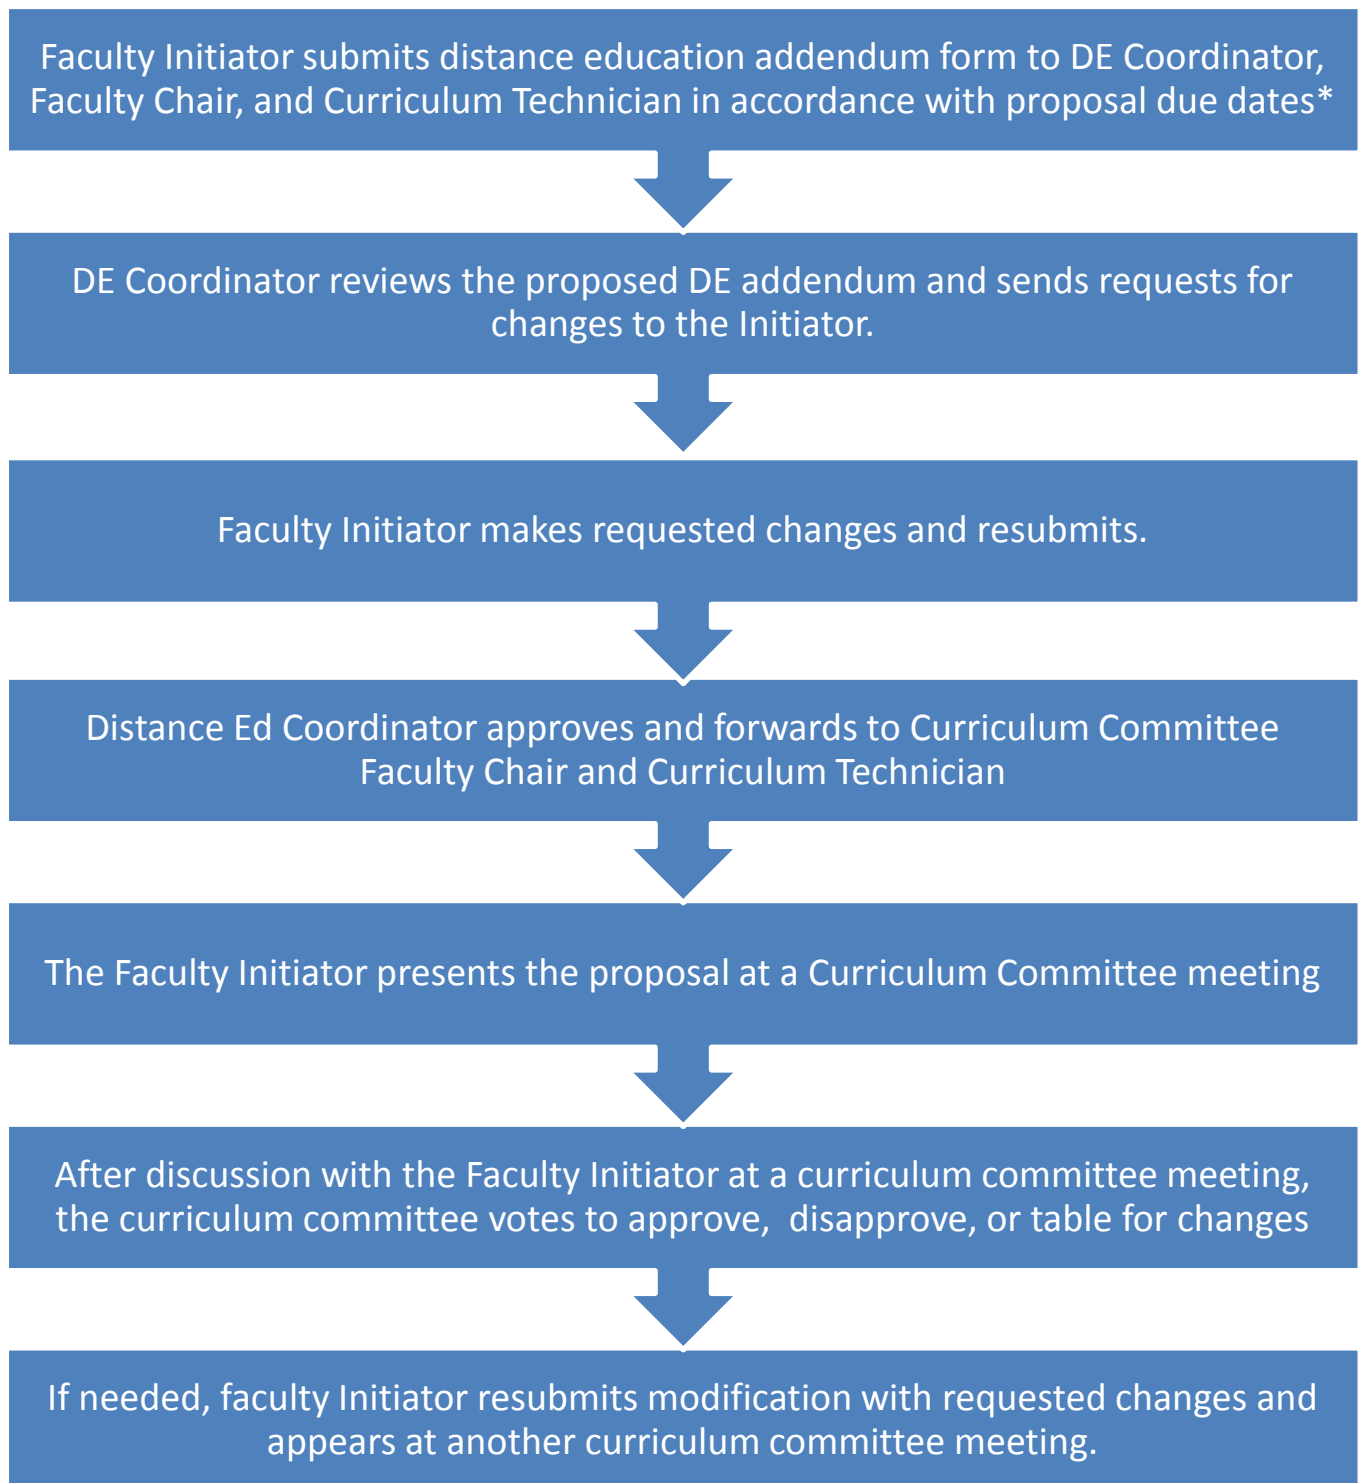 Faculty Initiator submits distance education addendum form to DE Coordinator,
Faculty Chair, and Curriculum Technician in accordance with proposal due dates*
DE Coordinator reviews the proposed DE addendum and sends requests for
changes to the Initiator.
Faculty Initiator makes requested changes and resubmits.
Distance Ed Coordinator approves and forwards to Curriculum Committee
Faculty Chair and Curriculum Technician
The Faculty Initiator presents the proposal at a Curriculum Committee meeting
After discussion with the Faculty Initiator at a curriculum committee meeting,
the curriculum committee votes to approve,  disapprove, or table for changes
If needed, faculty Initiator resubmits modification with requested changes and
appears at another curriculum committee meeting.